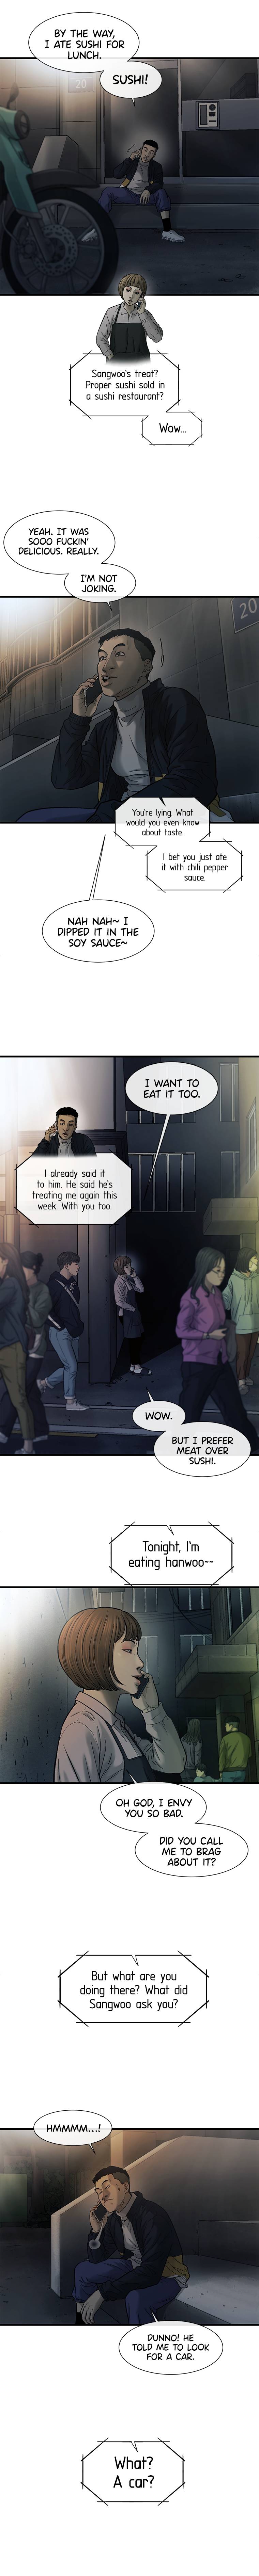 BY THE WAY,
I ATE SUSHI FOR
LUNCH.
SUSHI!
20
Sangwoo's treat?
Proper sushi sold in
a sushi restaurant?
Wow...
YEAH. IT WAS
SOOO FUCKIN'
DELICIOUS. REALLY.
I'M NOT
JOKING.
20
You're lying. What
would you even know
about taste.
I bet you just ate
it with chili pepper
sauce.
NAH NAH~ I
DIPPED IT IN THE
SOY SAUCE~
I WANT TO
EAT IT TOO.
I already said it
to him. He said he's
treating me again this
week. With you too.
WOW.
BUT I PREFER
MEAT OVER
SUSHI.
Tonight, I'm
eating hanwoo--
OH GOD, I ENVY
YOU SO BAD.
DID YOU CALL
ME TO BRAG
ABOUT IT?
But what are you
doing there? What did
Sangwoo ask you?
HMMMM...!
DUNNO! HE
TOLD ME TO LOOK
FOR A CAR.
What?
A car?